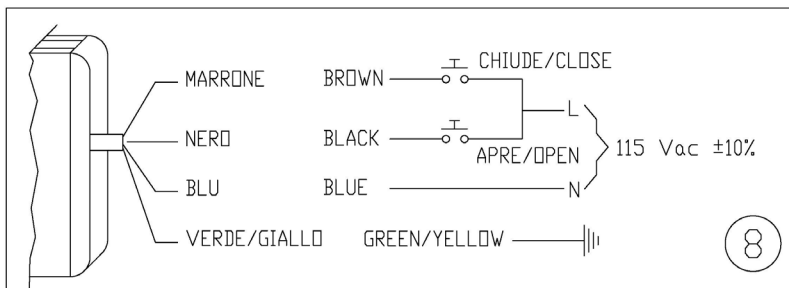 CHIUDE/CLOSE
MARRONE BROWN
L
NERO BLACK
APRE/OPEN 115 Vac ±10%
BLU BLUE N
VERDE/GIALLO GREEN/YELLOW
8